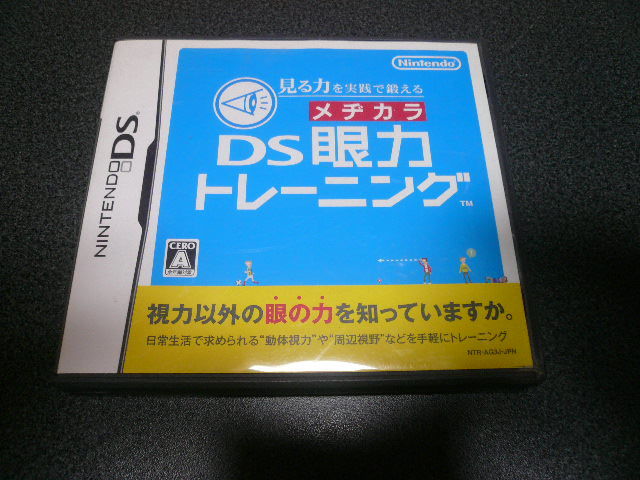 Nintendo
見る力を実践で鍛える
メヂカラ
DS眼力
トレーニング™
NINTENDO DS™
CERO
A
視力以外の眼の力を知っていますか。
日常生活で求められる“動体視力”や“周辺視野”などを手軽にトレーニング
NTR-AG3J-JPN